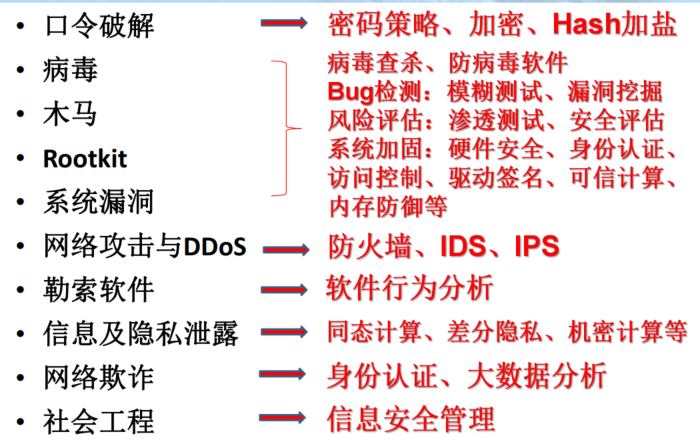 • 口令破解 密码策略、加密、Hash加盐
• 病毒
• 木马
• Rootkit
• 系统漏洞
病毒查杀、防病毒软件
Bug检测：模糊测试、漏洞挖掘
风险评估：渗透测试、安全评估
系统加固：硬件安全、身份认证、
访问控制、驱动签名、可信计算、
内存防御等
• 网络攻击与DDoS 防火墙、IDS、IPS
• 勒索软件 软件行为分析
• 信息及隐私泄露 同态计算、差分隐私、机密计算等
• 网络欺诈 身份认证、大数据分析
• 社会工程 信息安全管理